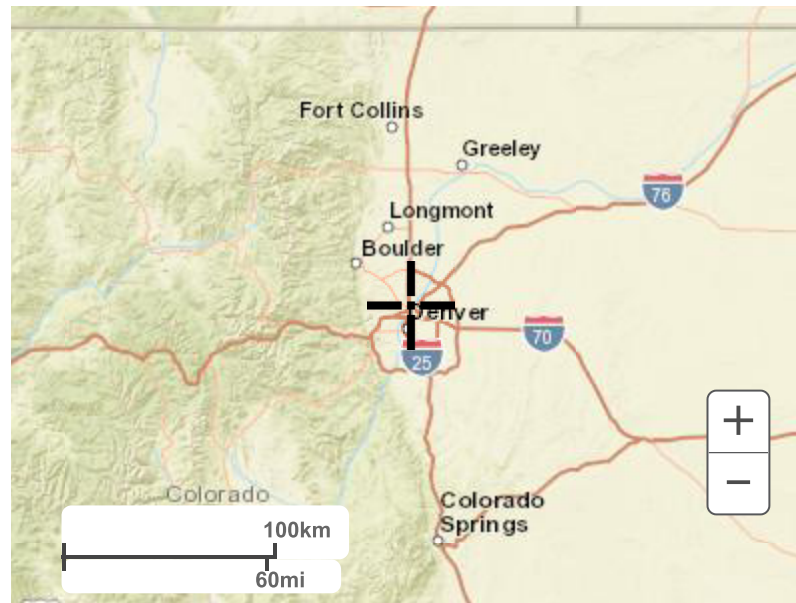 Fort Collins
Greeley
76
Longmont
Boulder
Denver
70
25
+
−
Colorado
Colorado
Springs
100km
60mi